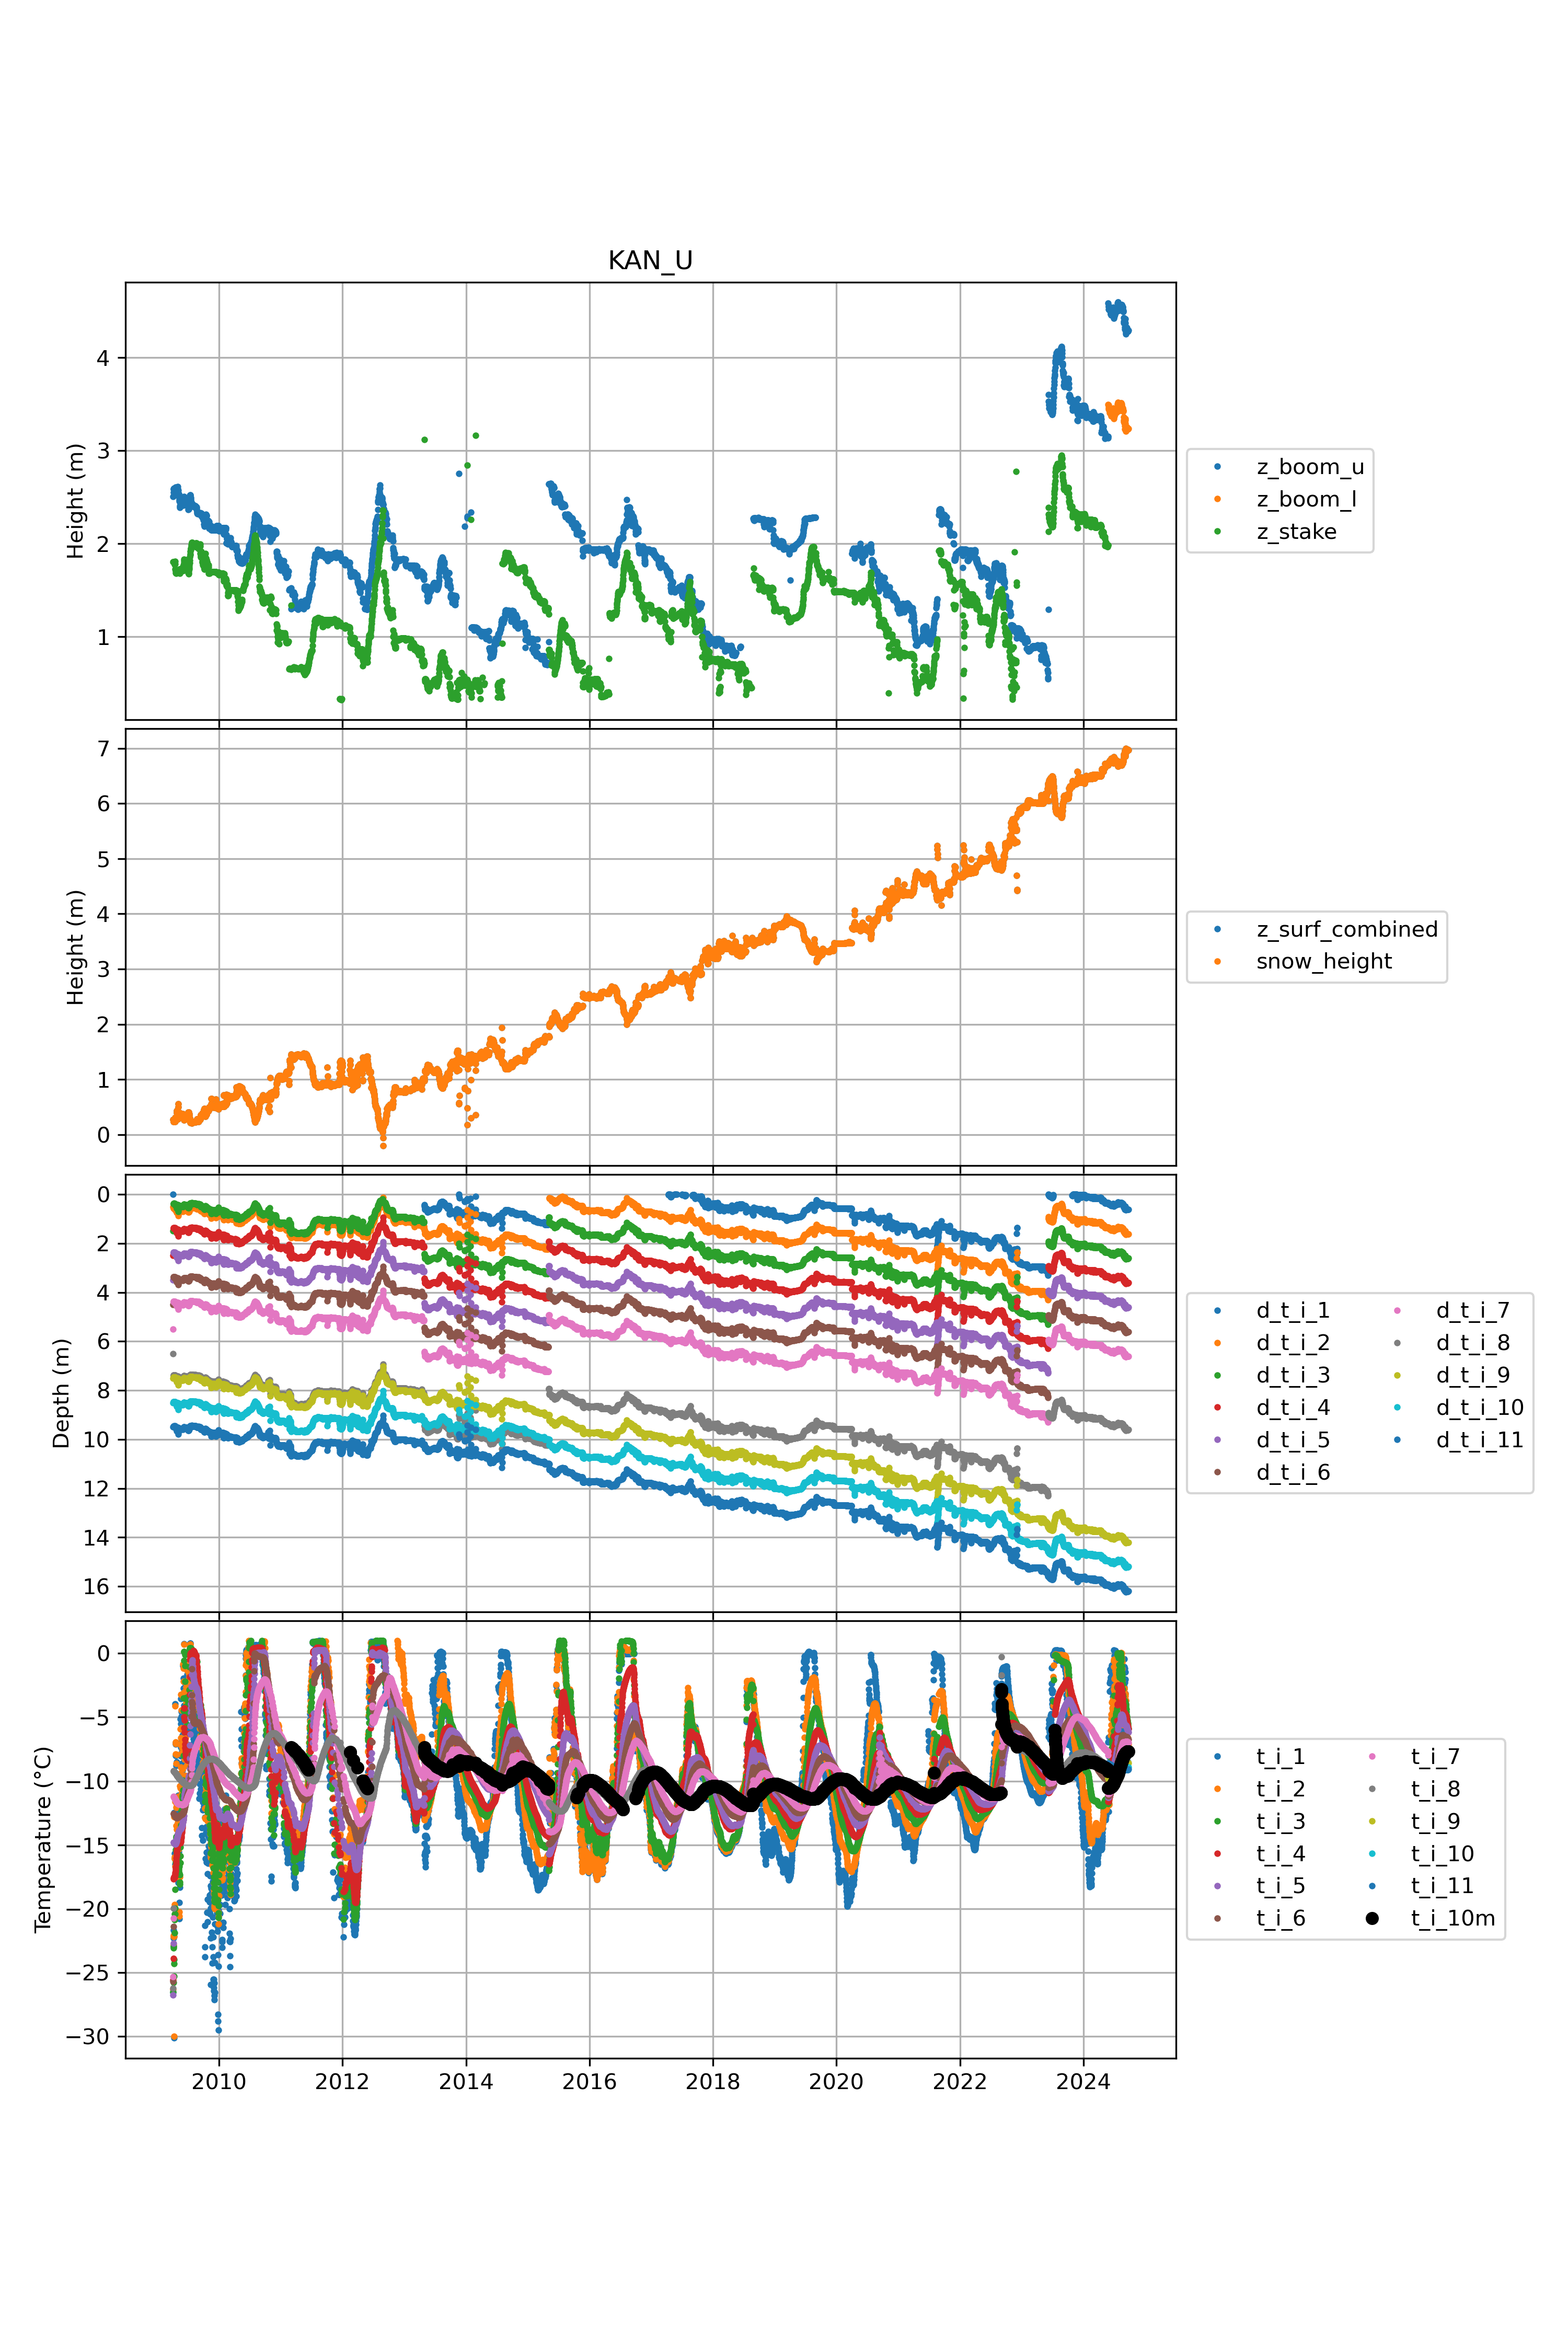 KAN_U
Height (m)
4
3
2
1
z_boom_u
z_boom_l
z_stake
Height (m)
7
6
5
4
3
2
1
0
z_surf_combined
snow_height
Depth (m)
0
2
4
6
8
10
12
14
16
d_t_i_1 d_t_i_7
d_t_i_2 d_t_i_8
d_t_i_3 d_t_i_9
d_t_i_4 d_t_i_10
d_t_i_5 d_t_i_11
d_t_i_6
Temperature (°C)
0
−5
−10
−15
−20
−25
−30
t_i_1 t_i_7
t_i_2 t_i_8
t_i_3 t_i_9
t_i_4 t_i_10
t_i_5 t_i_11
t_i_6 t_i_10m
2010 2012 2014 2016 2018 2020 2022 2024